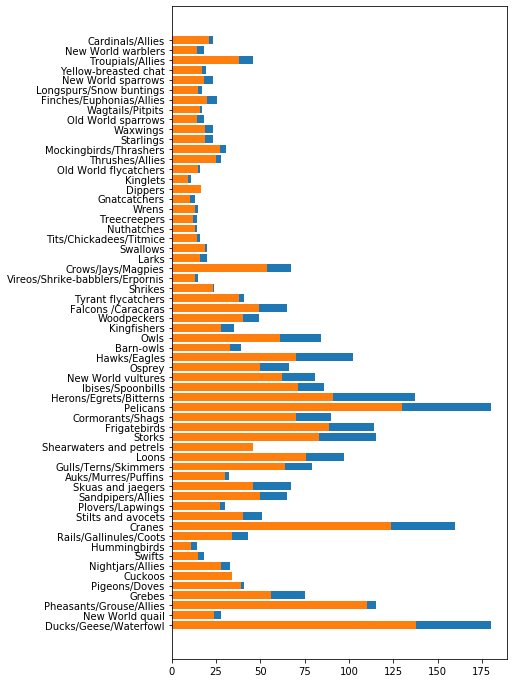 Cardinals/Allies
New World warblers
Troupials/Allies
Yellow-breasted chat
New World sparrows
Longspurs/Snow buntings
Finches/Euphonias/Allies
Wagtails/Pitpits
Old World sparrows
Waxwings
Starlings
Mockingbirds/Thrashers
Thrushes/Allies
Old World flycatchers
Kinglets
Dippers
Gnatcatchers
Wrens
Treecreepers
Nuthatches
Tits/Chickadees/Titmice
Swallows
Larks
Crows/Jays/Magpies
Vireos/Shrike-babblers/Erpornis
Shrikes
Tyrant flycatchers
Falcons /Caracaras
Woodpeckers
Kingfishers
Owls
Barn-owls
Hawks/Eagles
Osprey
New World vultures
Ibises/Spoonbills
Herons/Egrets/Bitterns
Pelicans
Cormorants/Shags
Frigatebirds
Storks
Shearwaters and petrels
Loons
Gulls/Terns/Skimmers
Auks/Murres/Puffins
Skuas and jaegers
Sandpipers/Allies
Plovers/Lapwings
Stilts and avocets
Cranes
Rails/Gallinules/Coots
Hummingbirds
Swifts
Nightjars/Allies
Cuckoos
Pigeons/Doves
Grebes
Pheasants/Grouse/Allies
New World quail
Ducks/Geese/Waterfowl
0 25 50 75 100 125 150 175